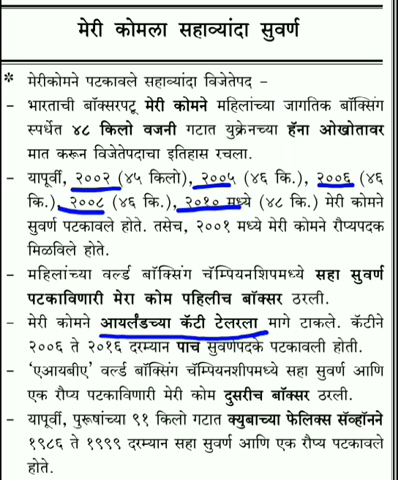 मेरी कोमला सहाव्यांदा सुवर्ण
* मेरीकोमने पटकावले सहाव्यांदा विजेतेपद –
– भारताची बॉक्सरपटू मेरी कोमने महिलांच्या जागतिक बॉक्सिंग
स्पर्धेत ४८ किलो वजनी गटात युक्रेनच्या हॅना ओखोतावर
मात करून विजेतेपदाचा इतिहास रचला.
– यापूर्वी, २००२ (४५ किलो), २००५ (४६ कि.), २००६ (४६
कि.), २००८ (४६ कि.), २०१० मध्ये (४८ कि.) मेरी कोमने
सुवर्ण पटकावले होते. तसेच, २००१ मध्ये मेरी कोमने रौप्यपदक
मिळविले होते.
– महिलांच्या वर्ल्ड बॉक्सिंग चॅम्पियनशिपमध्ये सहा सुवर्ण
पटकाविणारी मेरा कोम पहिलीच बॉक्सर ठरली.
– मेरी कोमने आयर्लंडच्या कॅटी टेलरला मागे टाकले. कॅटीने
२००६ ते २०१६ दरम्यान पाच सुवर्णपदके पटकावली होती.
– ‘एआयबीए’ वर्ल्ड बॉक्सिंग चॅम्पियनशीपमध्ये सहा सुवर्ण आणि
एक रौप्य पटकाविणारी मेरी कोम दुसरीच बॉक्सर ठरली.
– यापूर्वी, पुरूषांच्या ९१ किलो गटात क्युबाच्या फेलिक्स सॅव्हॉनने
१९८६ ते १९९९ दरम्यान सहा सुवर्ण आणि एक रौप्य पटकावले
होते.